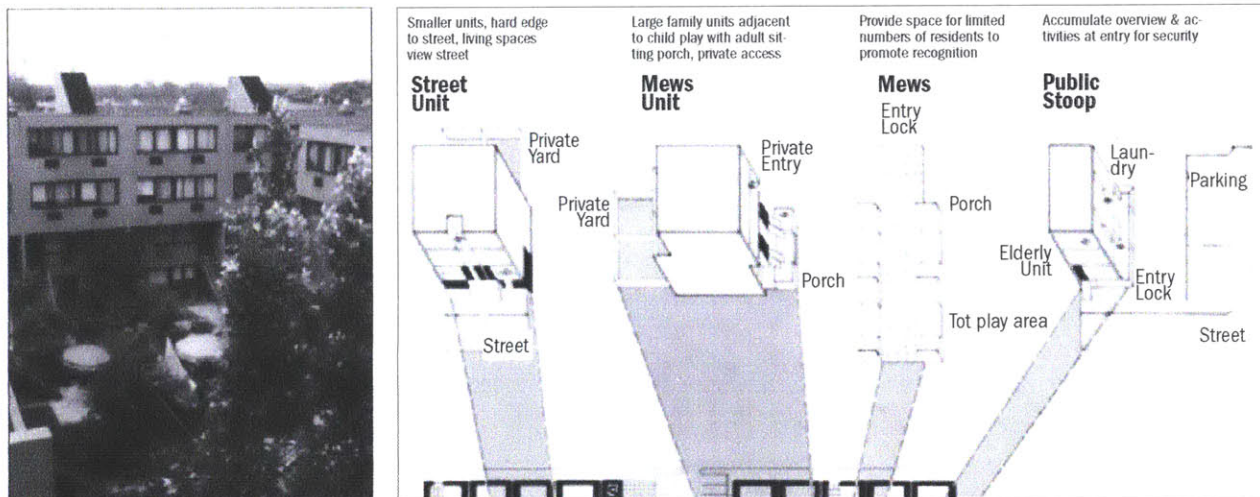 Smaller units, hard edge
to street, living spaces
view street
Large family units adjacent
to child play with adult sit-
ting porch, private access
Provide space for limited
numbers of residents to
promote recognition
Accumulate overview & ac-
tivities at entry for security
Street
Unit
Mews
Unit
Mews
Public
Stoop
Entry
Lock
Private
Yard
Private
Entry
Laun-
dry
Parking
Private
Yard
Porch
Elderly
Unit
Entry
Lock
Porch
Tot play area
Street
Street